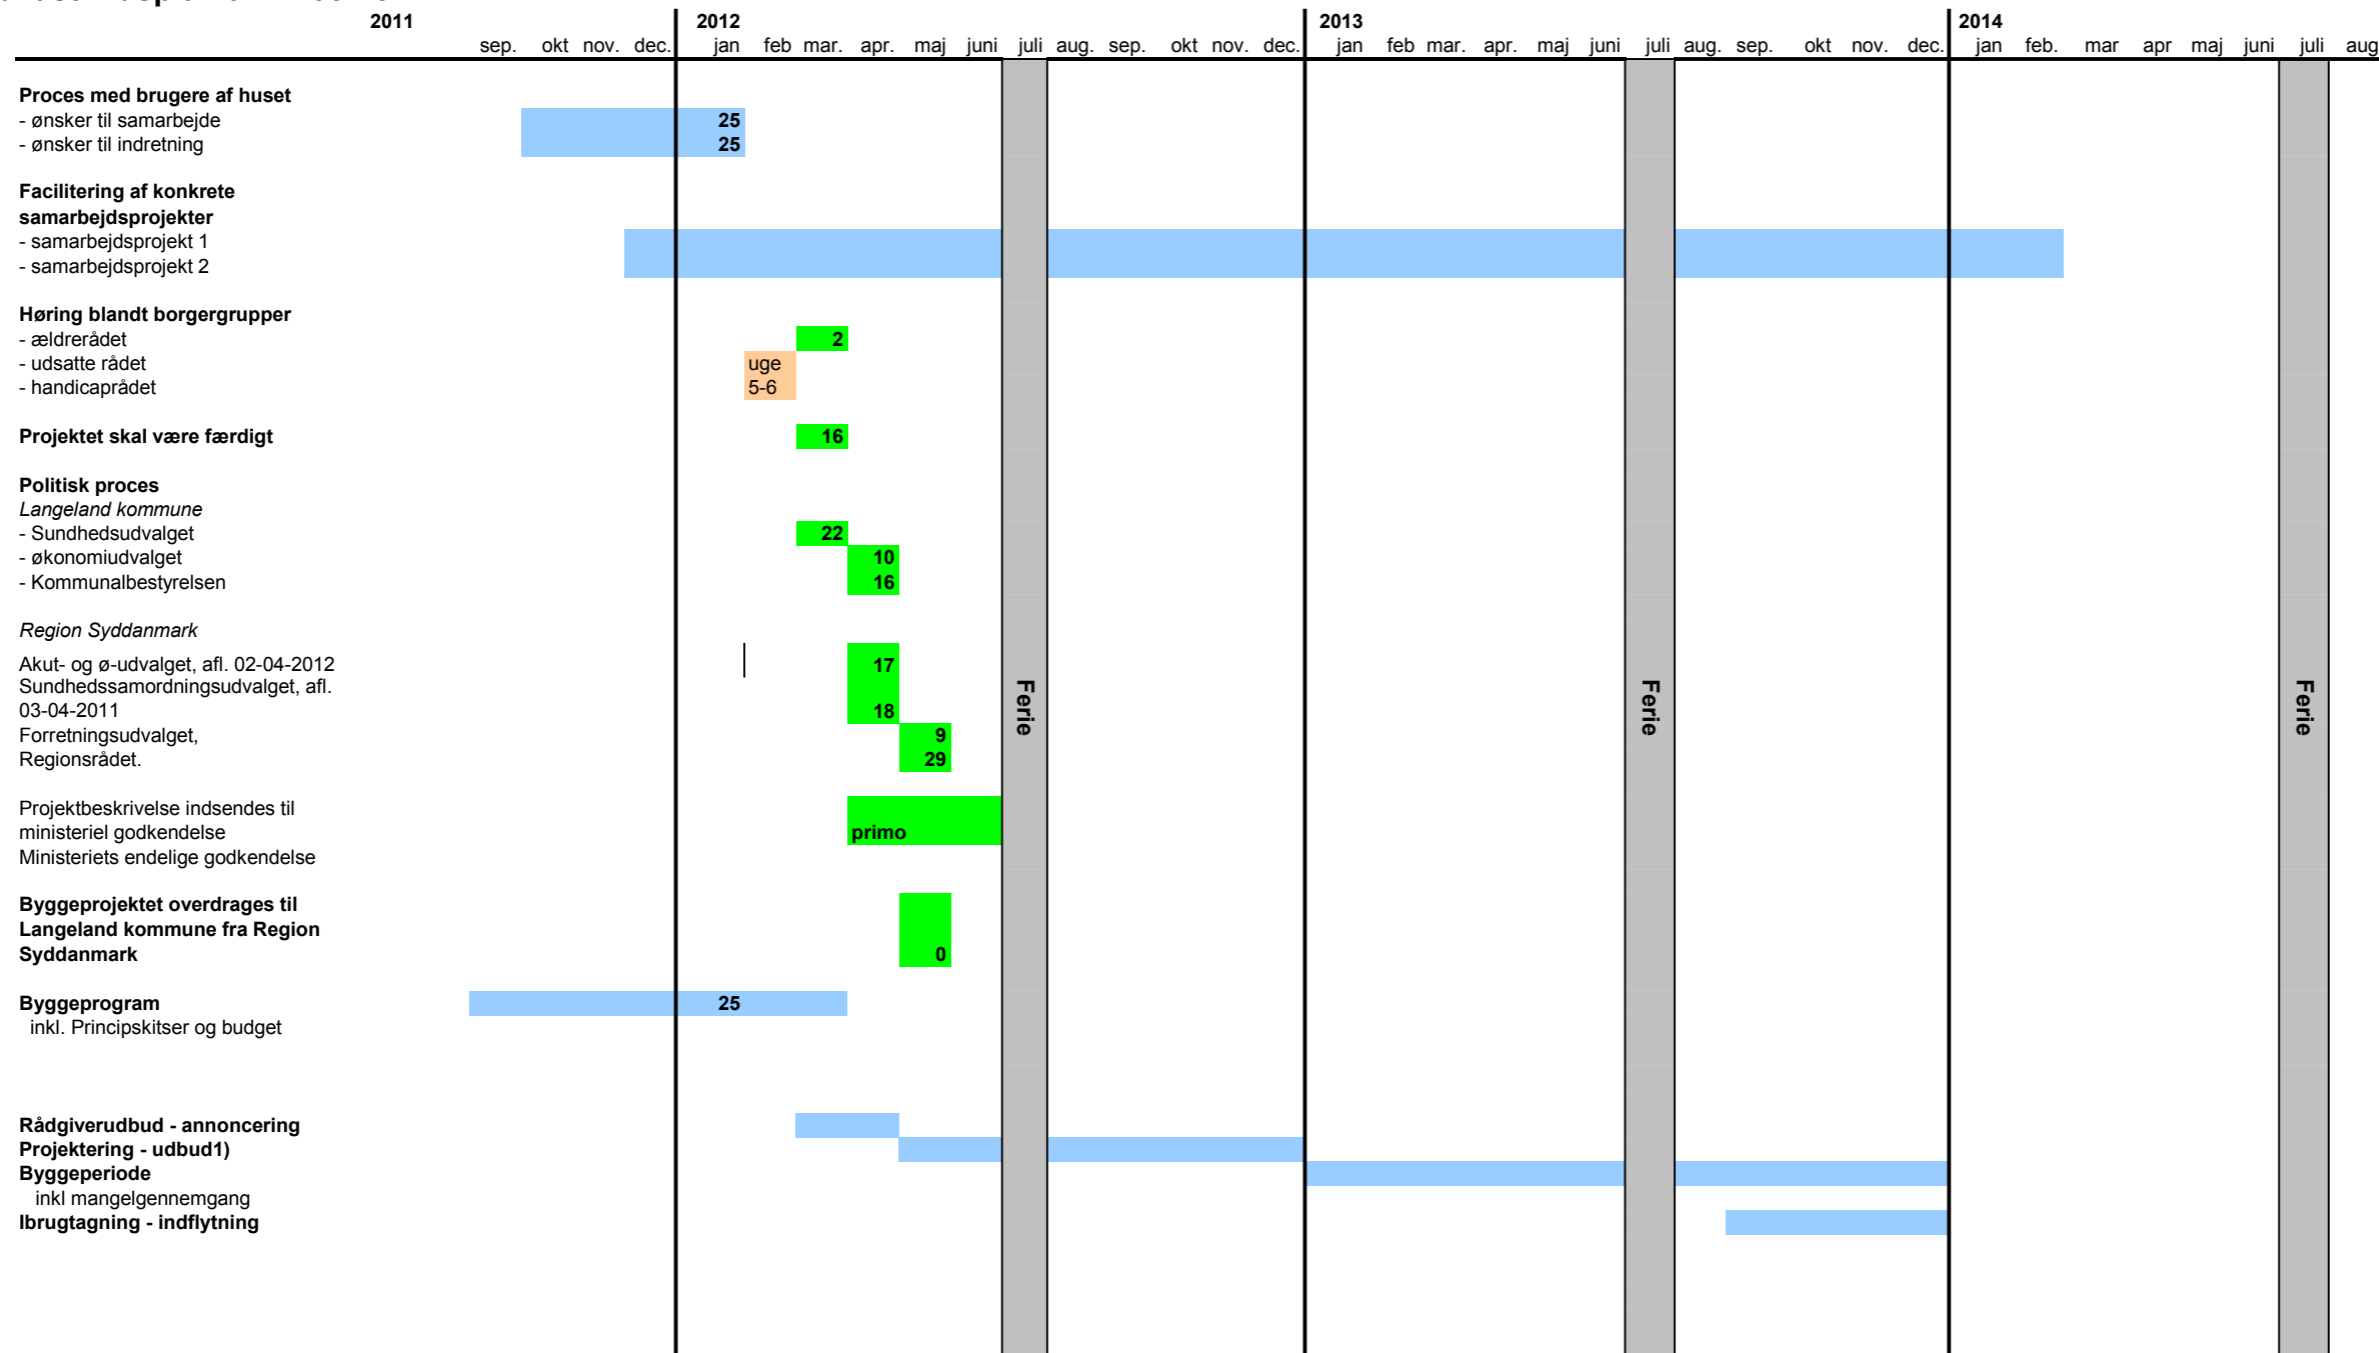 2011 2012 2013 2014
sep. okt nov. dec. jan feb mar. apr. maj juni juli aug. sep. okt nov. dec. jan feb mar. apr. maj juni juli aug. sep. okt nov. dec. jan feb. mar apr maj juni juli aug
Proces med brugere af huset
- ønsker til samarbejde 25
- ønsker til indretning 25
Facilitering af konkrete
samarbejdsprojekter
- samarbejdsprojekt 1
- samarbejdsprojekt 2
Høring blandt borgergrupper
- ældrerådet 2
- udsatte rådet uge
- handicaprådet 5-6
Projektet skal være færdigt 16
Politisk proces
Langeland kommune
- Sundhedsudvalget 22
- økonomiudvalget 10
- Kommunalbestyrelsen 16
Region Syddanmark
Akut- og ø-udvalget, afl. 02-04-2012 17
Sundhedssamordningsudvalget, afl.
03-04-2011 18
Forretningsudvalget, 9
Regionsrådet. 29
Ferie Ferie Ferie
Projektbeskrivelse indsendes til
ministeriel godkendelse primo
Ministeriets endelige godkendelse
Byggeprojektet overdrages til
Langeland kommune fra Region
Syddanmark 0
Byggeprogram 25
inkl. Principskitser og budget
Rådgiverudbud - annoncering
Projektering - udbud1)
Byggeperiode
inkl mangelgennemgang
Ibrugtagning - indflytning